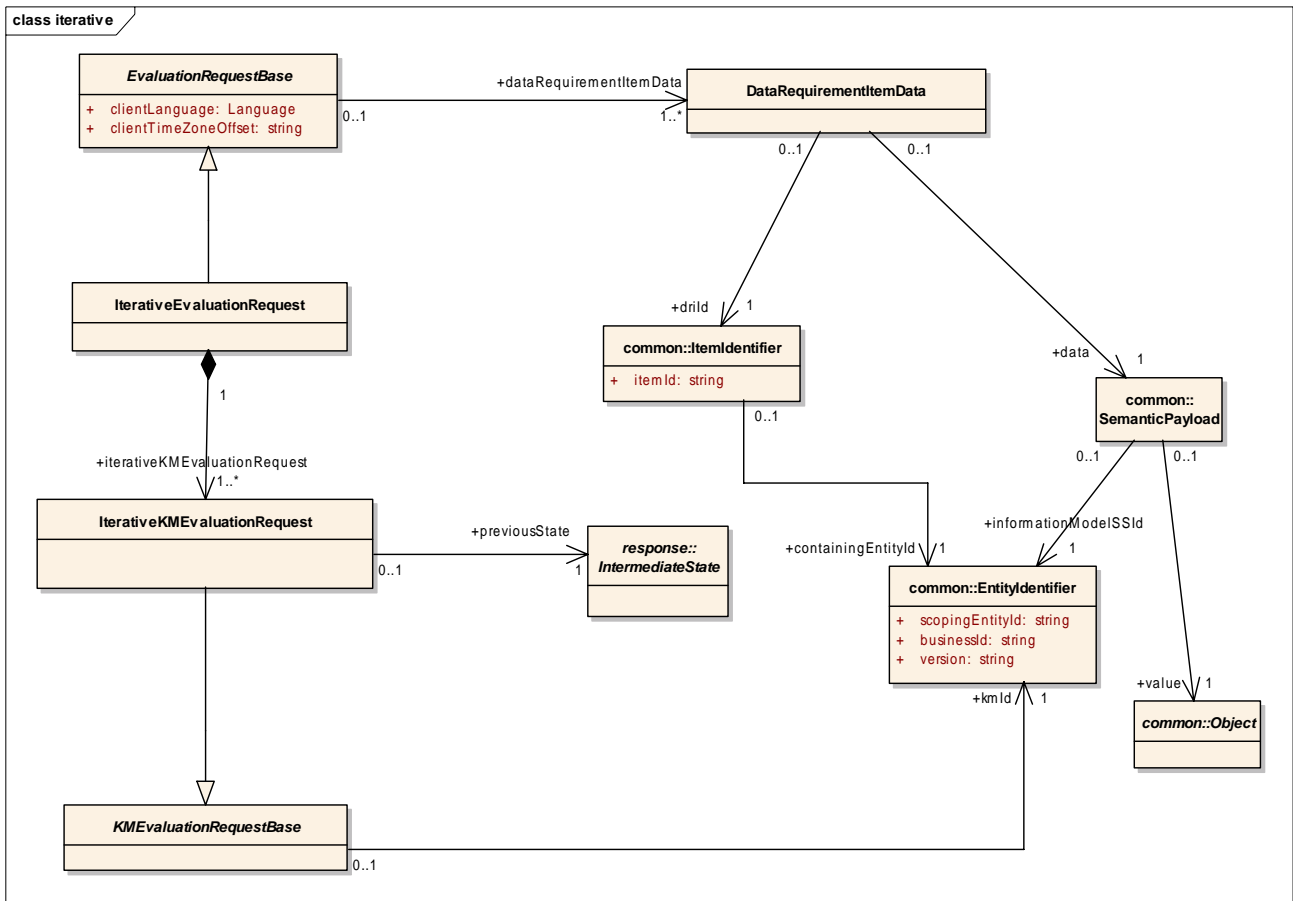 class iterative
EvaluationRequestBase
+ clientLanguage: Language
+ clientTimeZoneOffset: string
+dataRequirementItemData
0..1
1..*
DataRequirementItemData
0..1
0..1
IterativeEvaluationRequest
1
+iterativeKMEvaluationRequest
1..*
+driId
1
common::ItemIdentifier
+ itemId: string
0..1
+data
1
common::
SemanticPayload
0..1
0..1
IterativeKMEvaluationRequest
0..1
+previousState
1
response::
IntermediateState
+containingEntityId
1
+informationModelSSId
1
common::EntityIdentifier
+ scopingEntityId: string
+ businessId: string
+ version: string
+kmId
1
+value
1
common::Object
KMEvaluationRequestBase
0..1